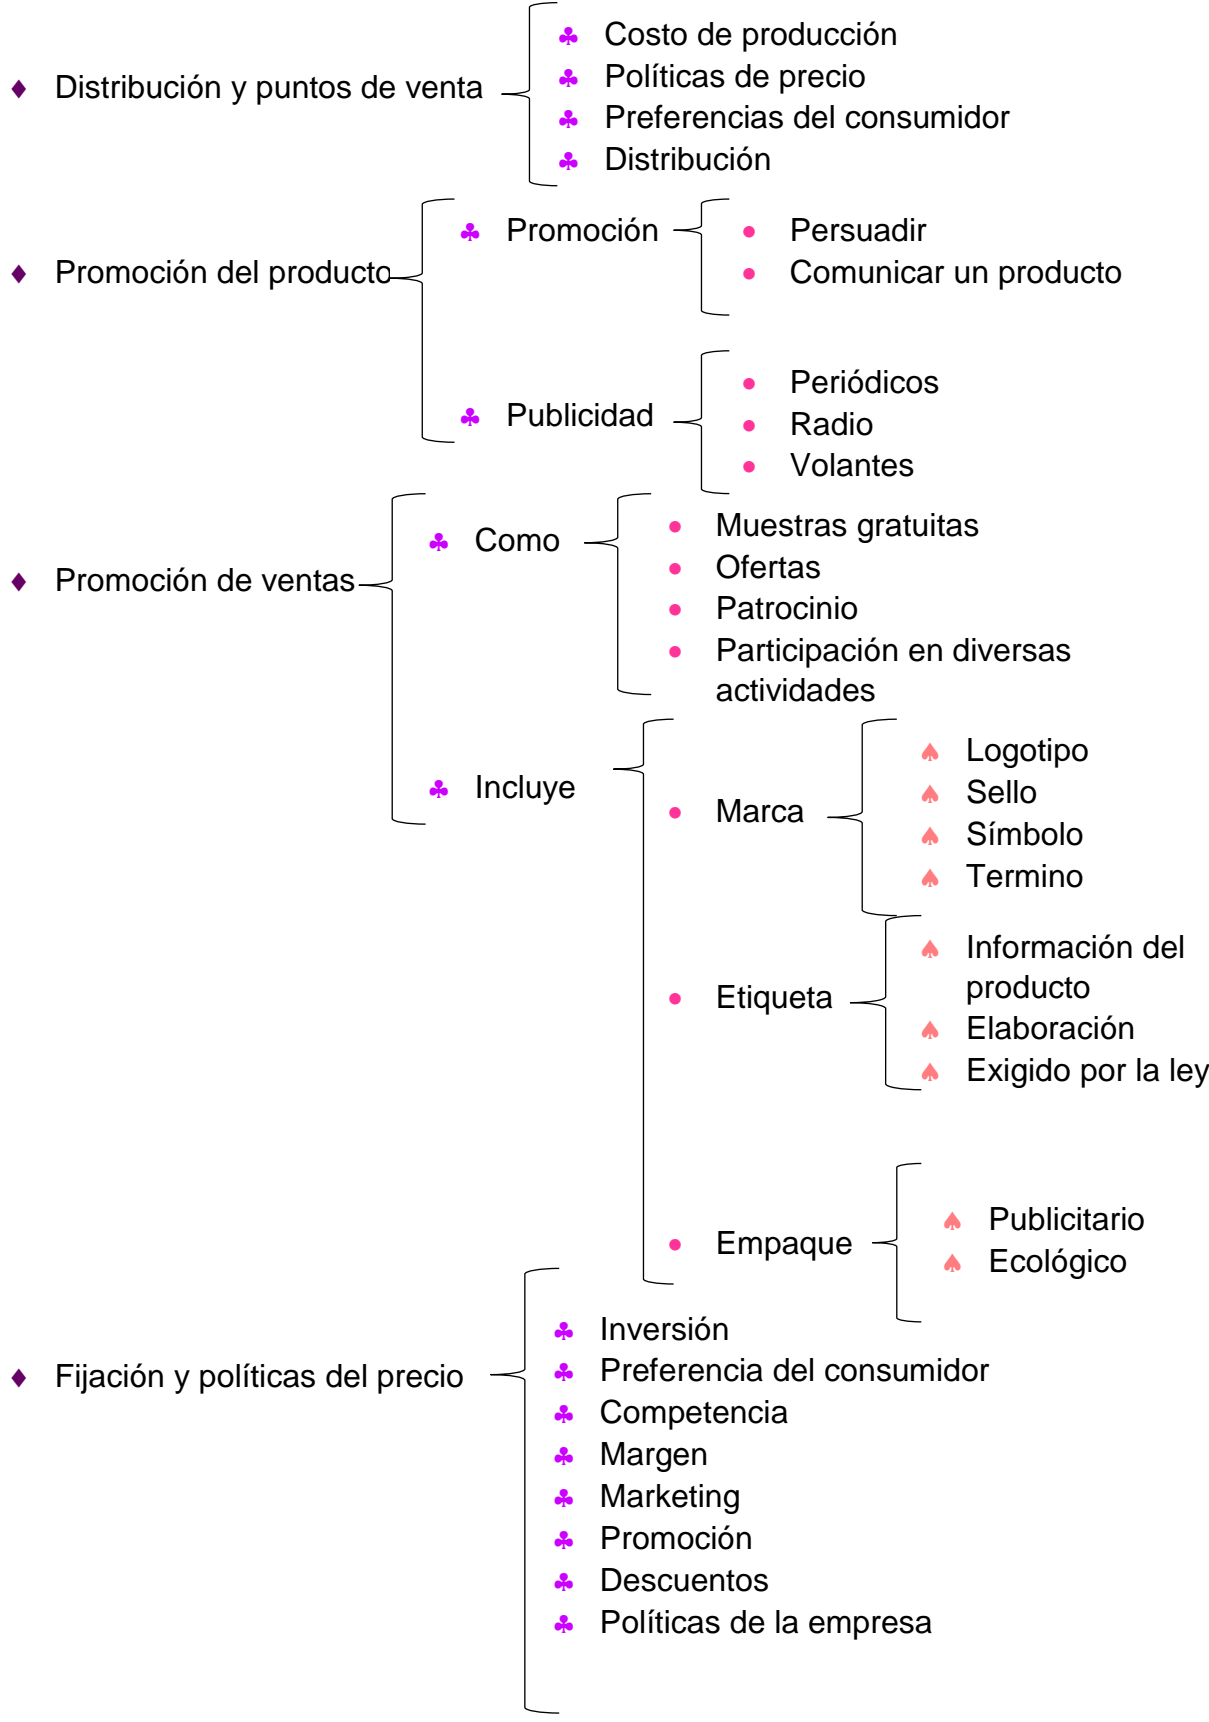 Distribución y puntos de venta
Costo de producción
Políticas de precio
Preferencias del consumidor
Distribución
Promoción del producto
Promoción
Persuadir
Comunicar un producto
Publicidad
Periódicos
Radio
Volantes
Promoción de ventas
Como
Muestras gratuitas
Ofertas
Patrocinio
Participación en diversas
actividades
Incluye
Marca
Logotipo
Sello
Símbolo
Termino
Etiqueta
Información del
producto
Elaboración
Exigido por la ley
Empaque
Publicitario
Ecológico
Fijación y políticas del precio
Inversión
Preferencia del consumidor
Competencia
Margen
Marketing
Promoción
Descuentos
Políticas de la empresa